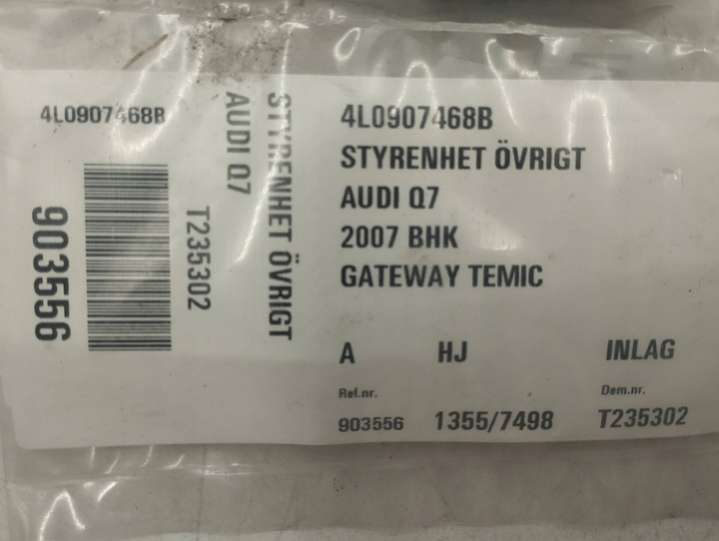 4L0907468B
903556
T235302
AUDI Q7
STYRENHET ÖVRIGT
4L0907468B
STYRENHET ÖVRIGT
AUDI Q7
2007 BHK
GATEWAY TEMIC
A HJ INLAG
Ref.nr. Dem.nr.
903556 1355/7498 T235302